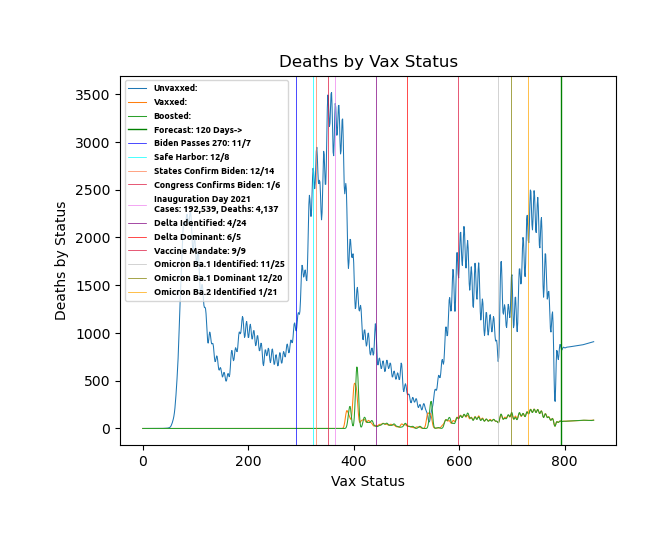 Deaths by Vax Status
Deaths by Status
3500
3000
2500
2000
1500
1000
500
0
Unvaxxed:
Vaxxed:
Boosted:
Forecast: 120 Days->
Biden Passes 270: 11/7
Safe Harbor: 12/8
States Confirm Biden: 12/14
Congress Confirms Biden: 1/6
Inauguration Day 2021
Cases: 192,539, Deaths: 4,137
Delta Identified: 4/24
Delta Dominant: 6/5
Vaccine Mandate: 9/9
Omicron Ba.1 Identified: 11/25
Omicron Ba.1 Dominant 12/20
Omicron Ba.2 Identified 1/21
0 200 400 600 800
Vax Status